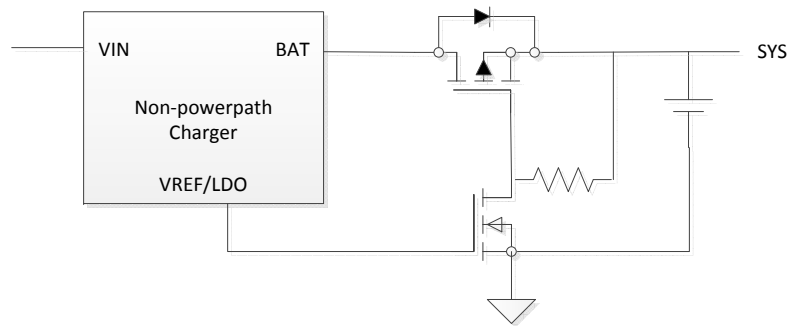 VIN
BAT
SYS
Non-powerpath
Charger
VREF/LDO